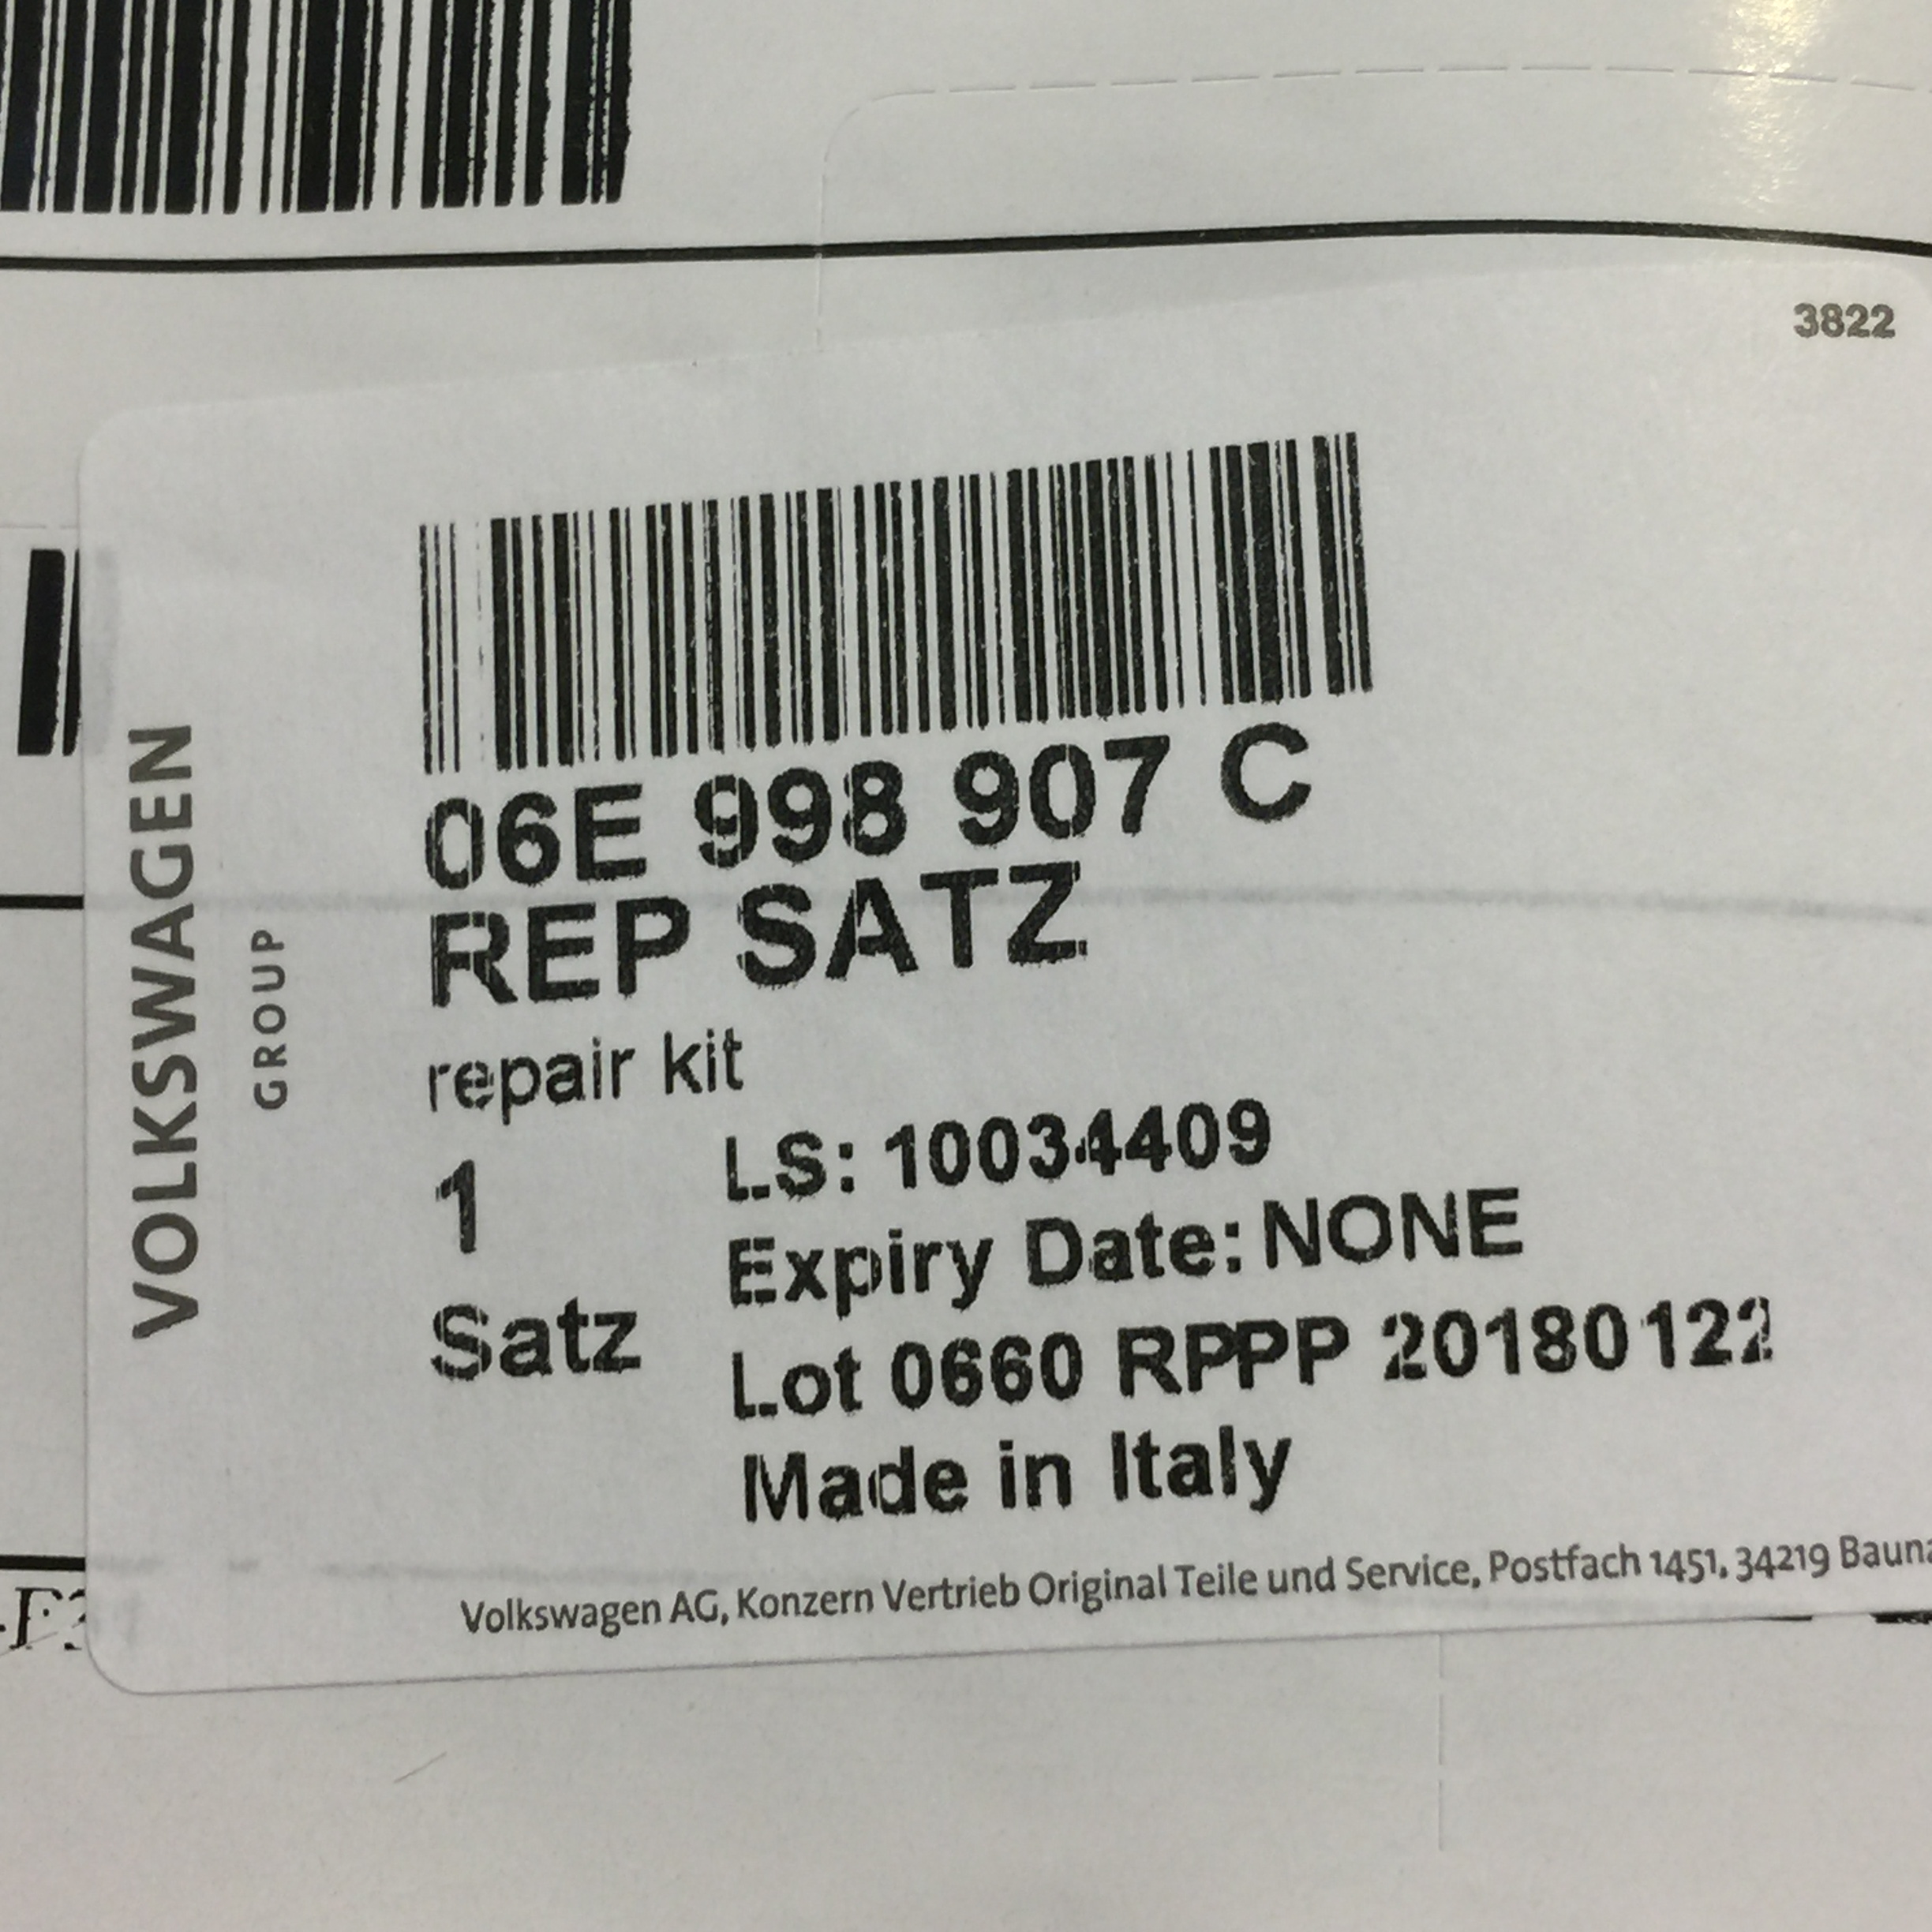 3822
VOLKSWAGEN
GROUP
06E 998 907 C
REP SATZ
repair kit
1
LS: 10034409
Expiry Date: NONE
Satz
Lot 0660 RPPP 20180122
Made in Italy
Volkswagen AG, Konzern Vertrieb Original Teile und Service, Postfach 1451, 34219